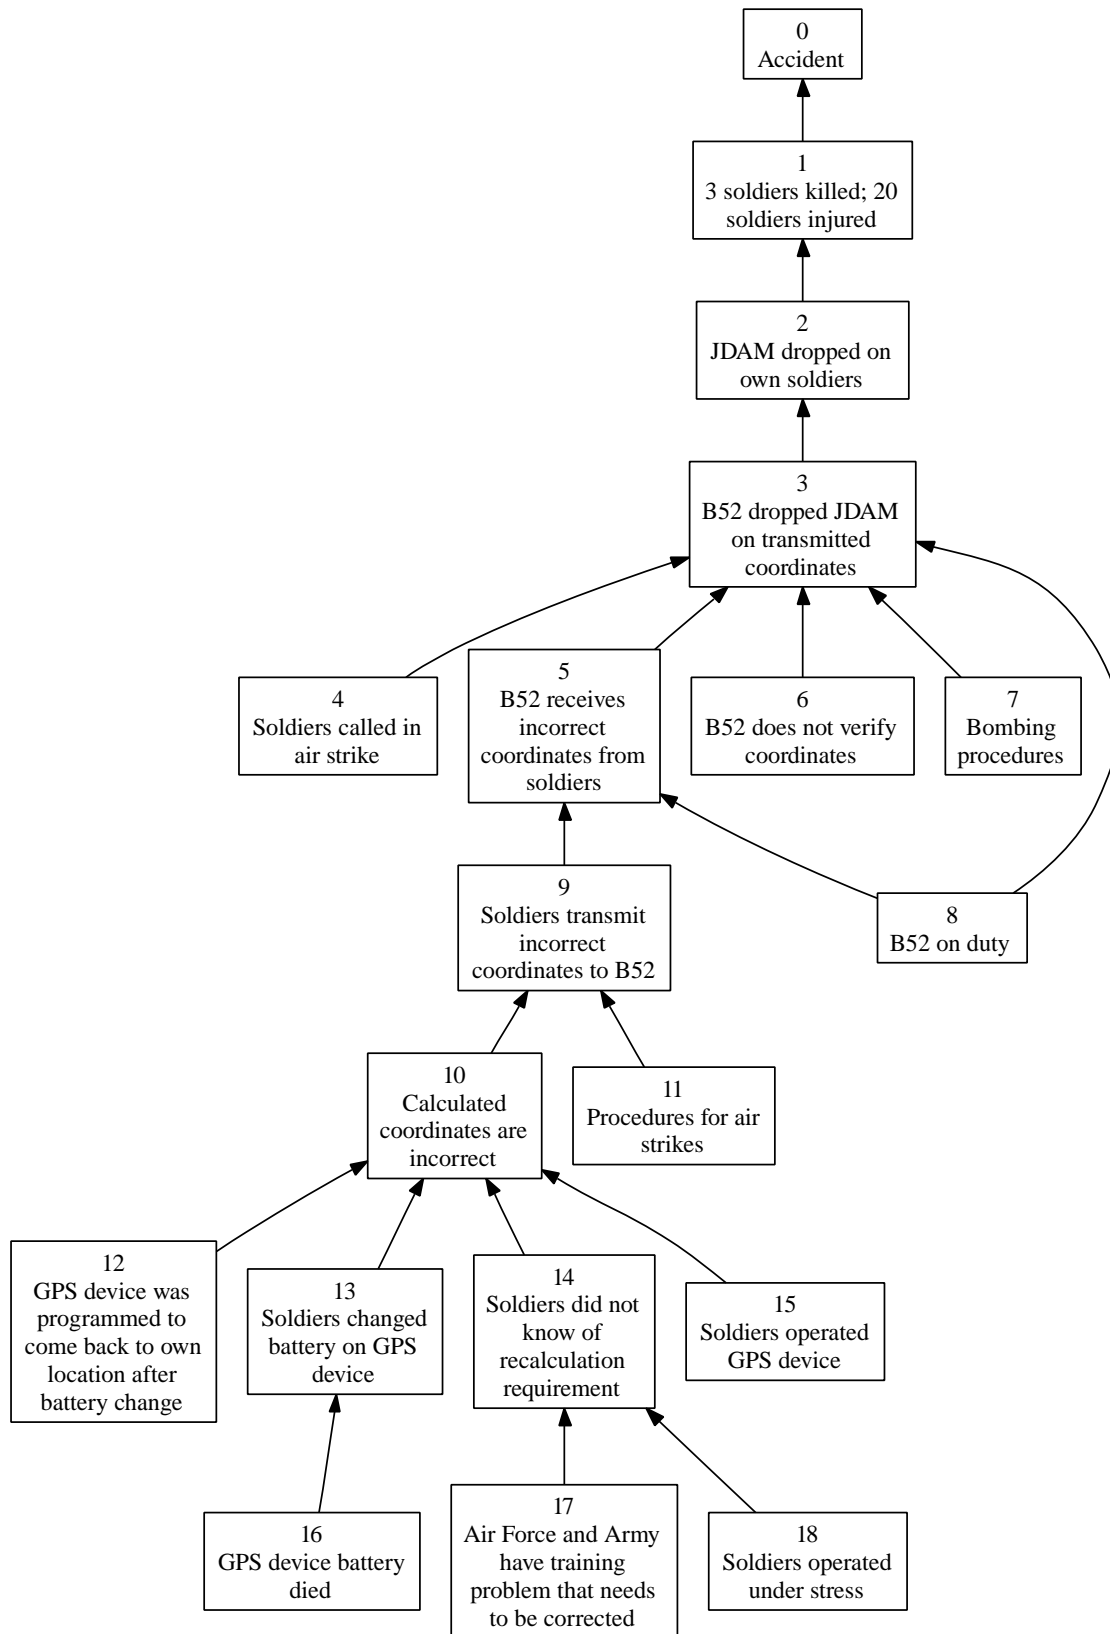 0
Accident
1
3 soldiers killed; 20
soldiers injured
2
JDAM dropped on
own soldiers
3
B52 dropped JDAM
on transmitted
coordinates
4
Soldiers called in
air strike
5
B52 receives
incorrect
coordinates from
soldiers
6
B52 does not verify
coordinates
7
Bombing
procedures
8
B52 on duty
9
Soldiers transmit
incorrect
coordinates to B52
10
Calculated
coordinates are
incorrect
11
Procedures for air
strikes
12
GPS device was
programmed to
come back to own
location after
battery change
13
Soldiers changed
battery on GPS
device
14
Soldiers did not
know of
recalculation
requirement
15
Soldiers operated
GPS device
16
GPS device battery
died
17
Air Force and Army
have training
problem that needs
to be corrected
18
Soldiers operated
under stress